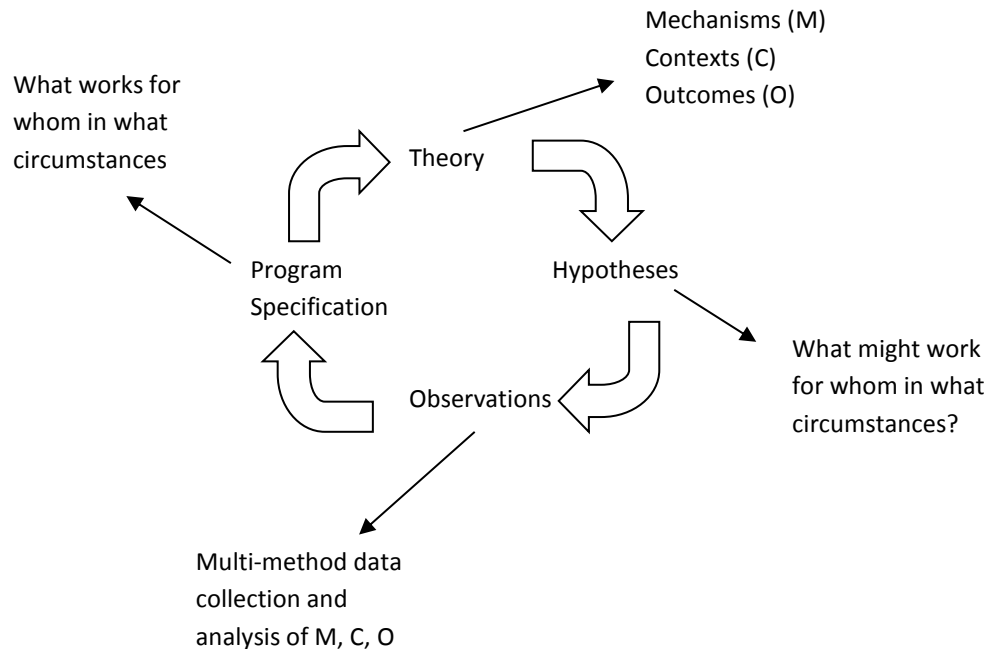 Mechanisms (M)
Contexts (C)
Outcomes (O)
What works for
whom in what
circumstances
Theory
Program
Specification
Hypotheses
What might work
for whom in what
circumstances?
Observations
Multi-method data
collection and
analysis of M, C, O